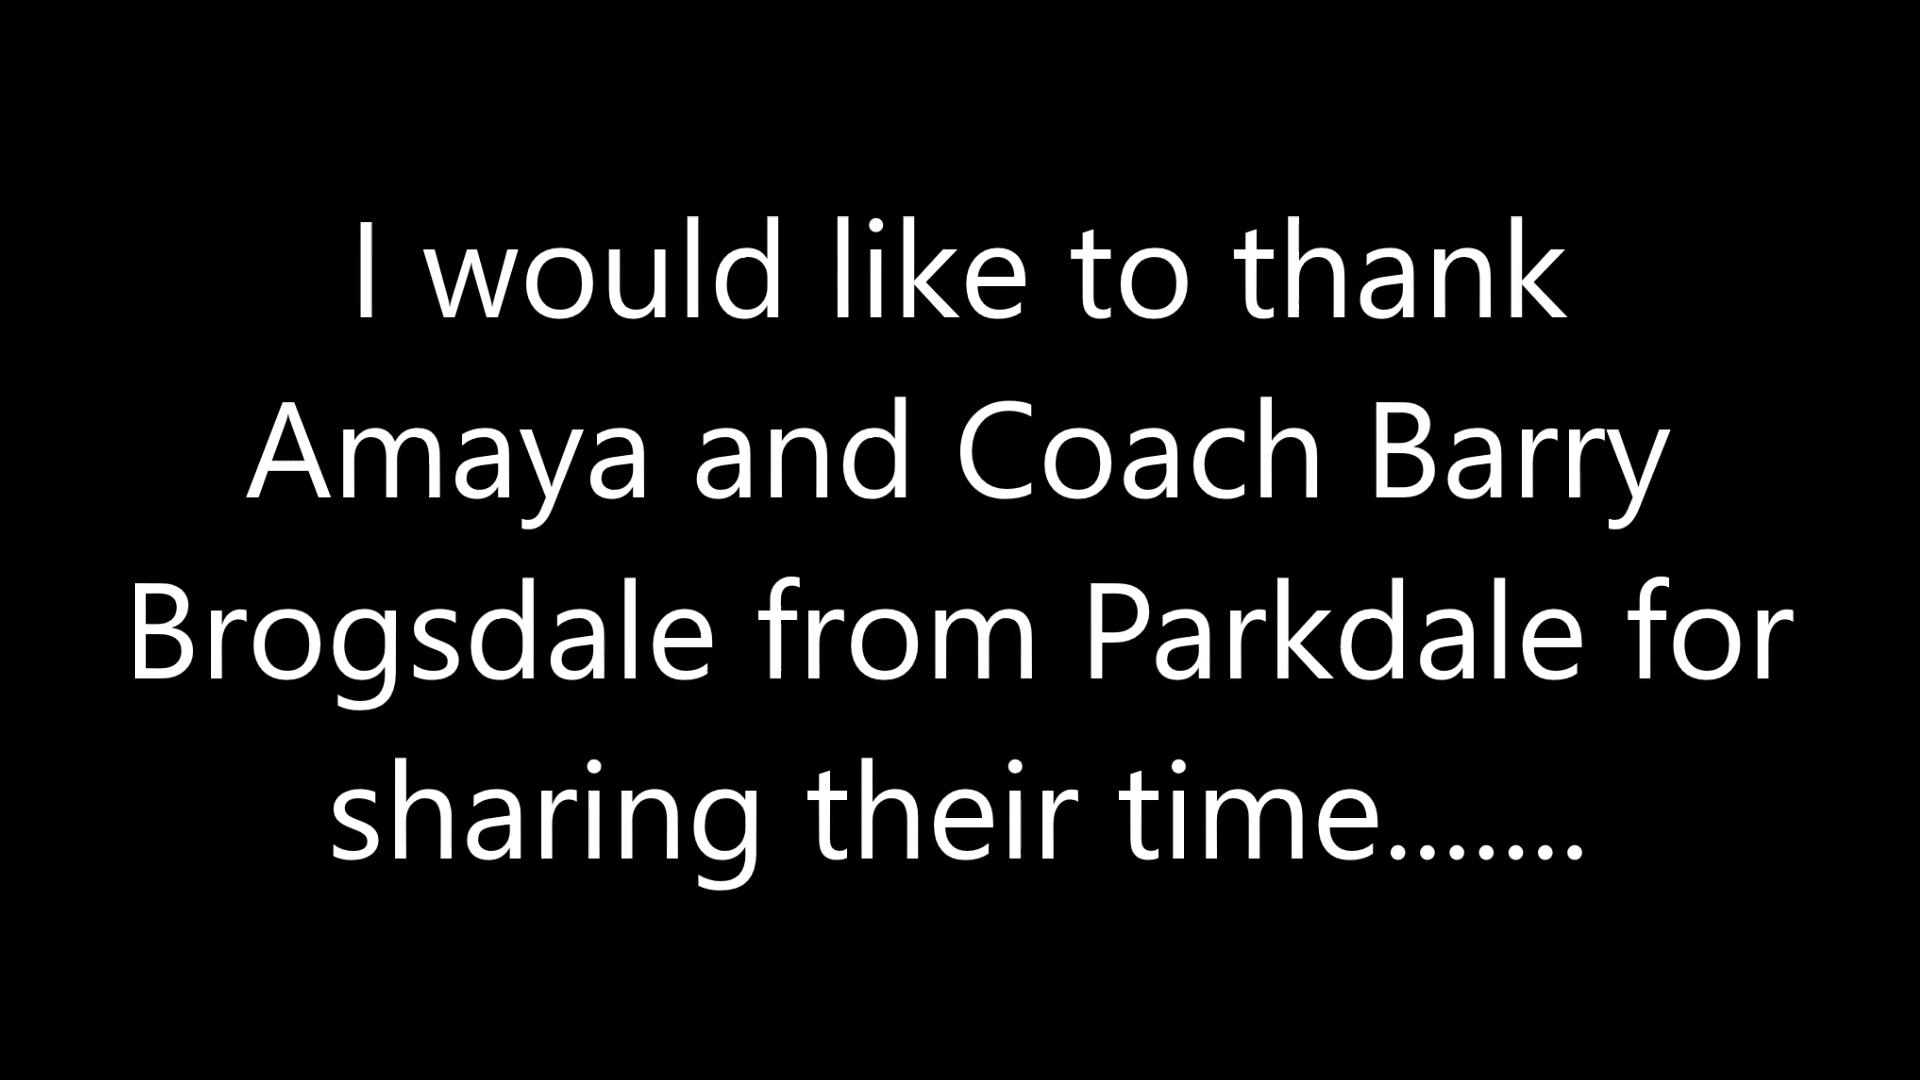 I would like to thank
Amaya and Coach Barry
Brogsdale from Parkdale for
sharing their time.......